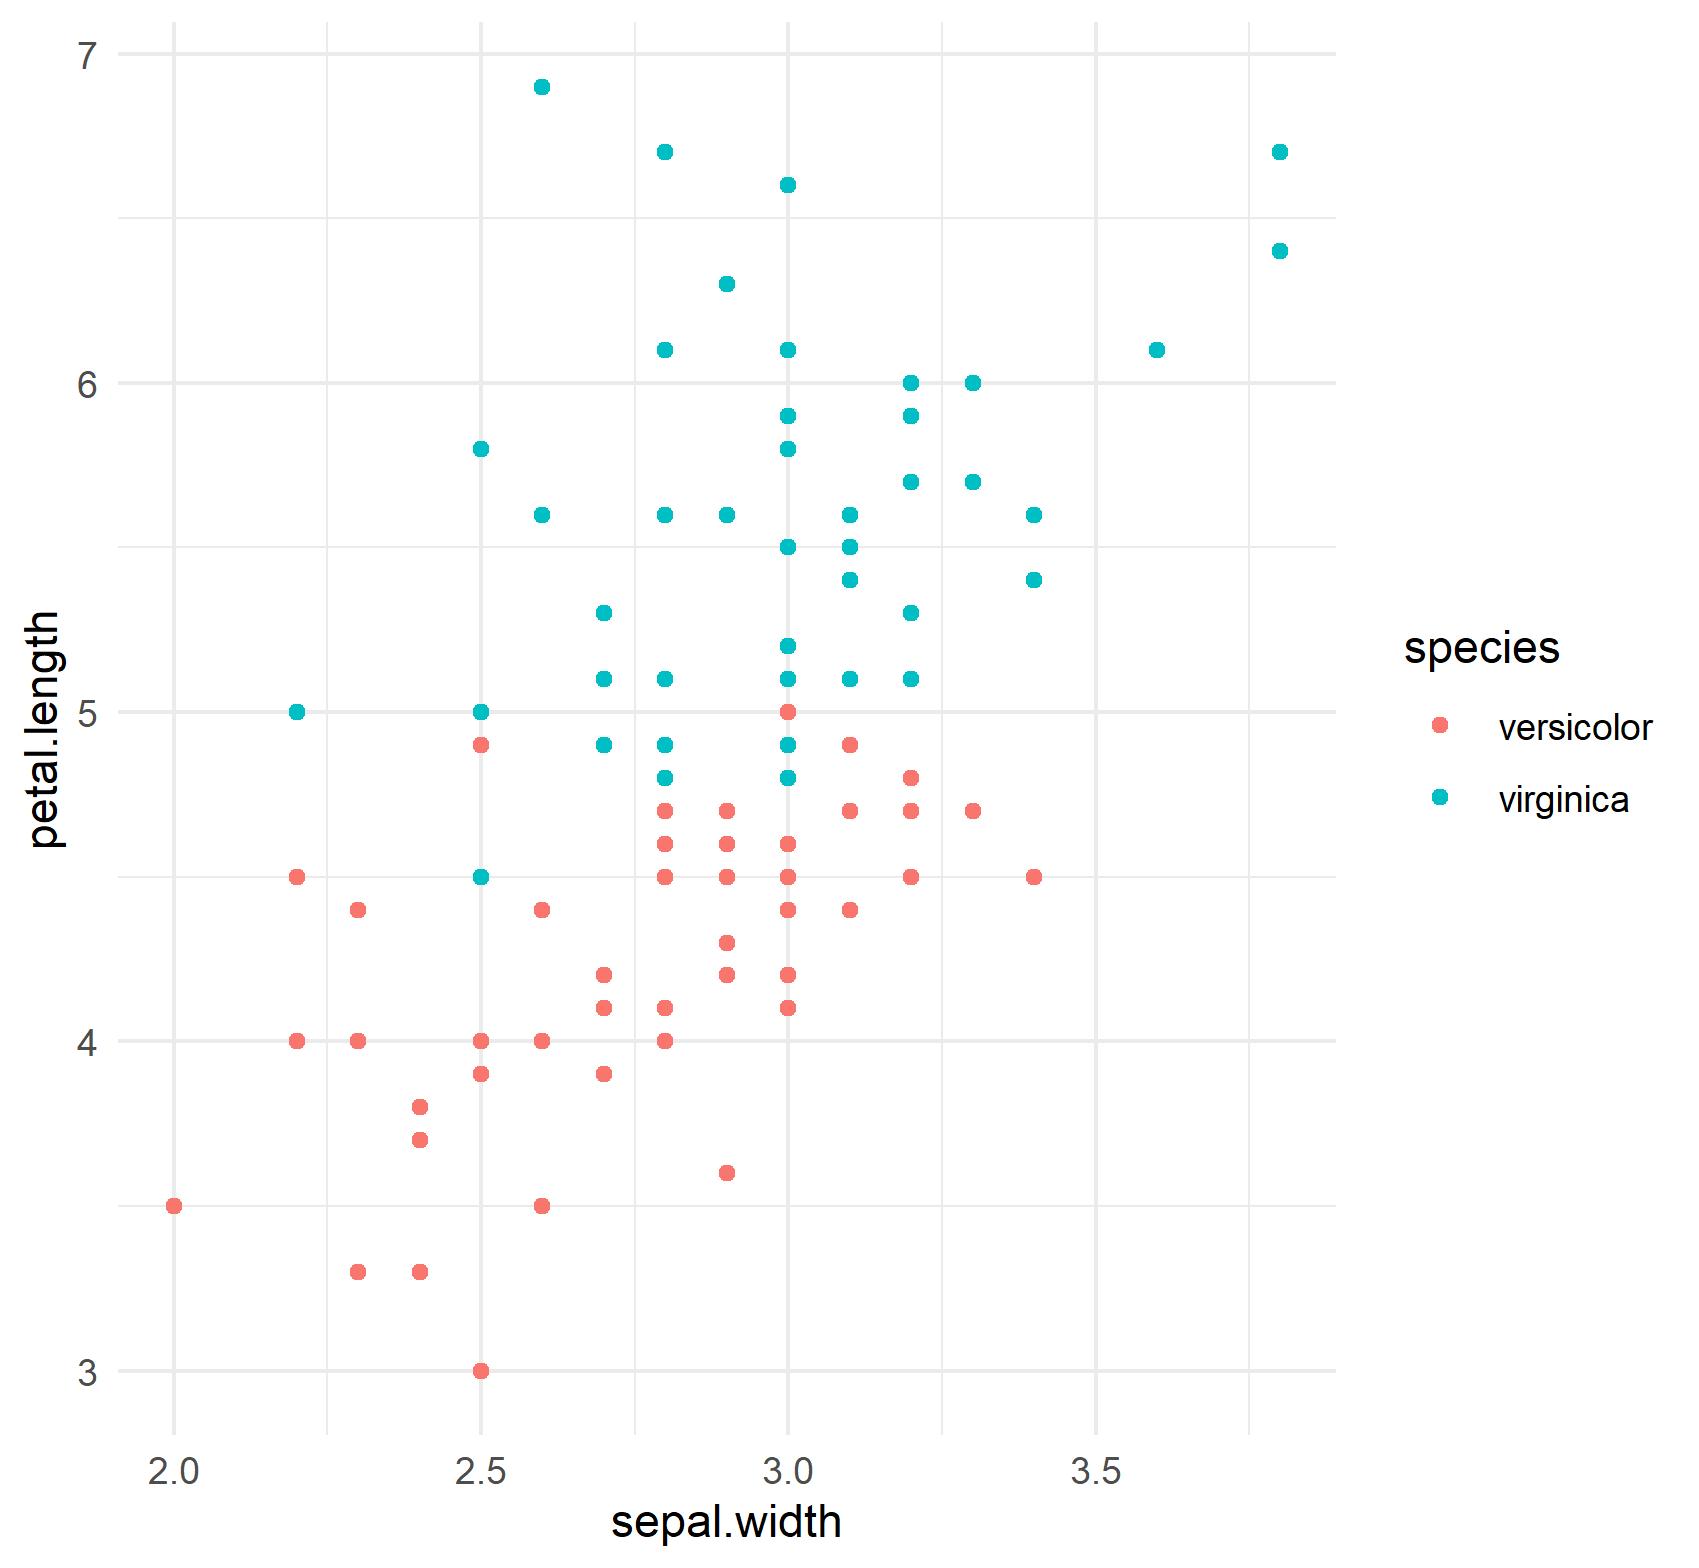 7
6
5
4
3
petal.length
2.0 2.5 3.0 3.5
sepal.width
species
versicolor
virginica